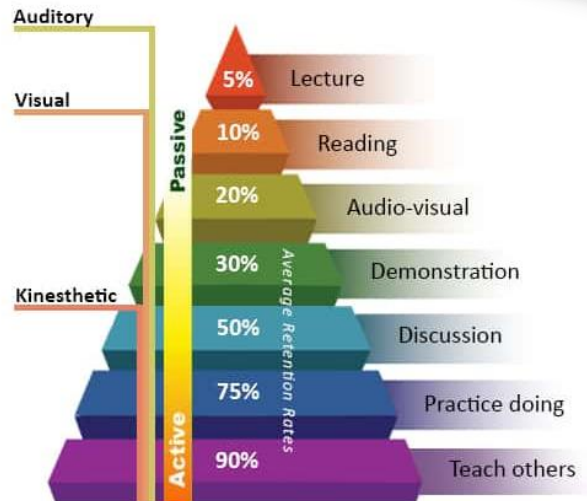 Auditory
5%
Lecture
Visual
10%
Reading
Passive
20%
Audio-visual
30%
Demonstration
Kinesthetic
50%
Discussion
Average Retention Rates
75%
Practice doing
Active
90%
Teach others